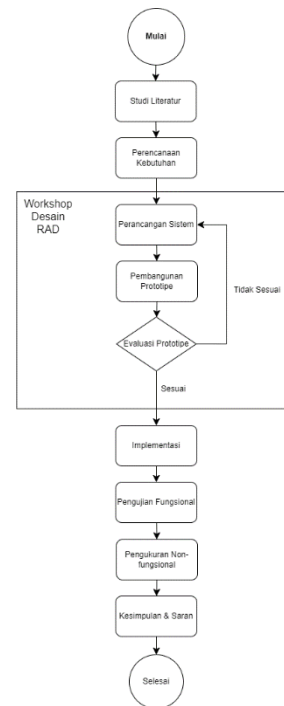 Mulai
Studi Literatur
Perencanaan
Kebutuhan
Workshop
Desain
RAD
Perancangan Sistem
Pembangunan
Prototipe
Tidak Sesuai
Evaluasi Prototipe
Sesuai
Implementasi
Pengujian Fungsional
Pengukuran Non-
fungsional
Kesimpulan & Saran
Selesai